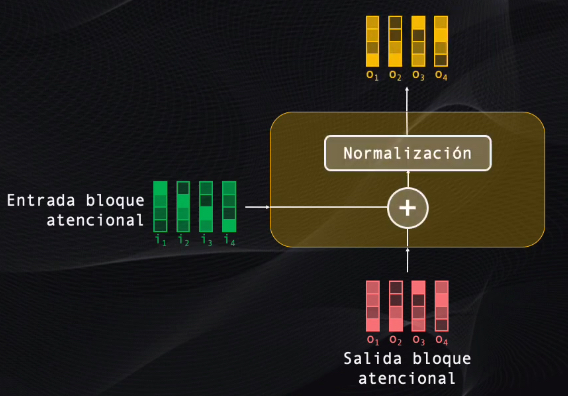 o₁ o₂ o₃ o₄
Normalización
Entrada bloque
atencional
+
i₁ i₂ i₃ i₄
o₁ o₂ o₃ o₄
Salida bloque
atencional